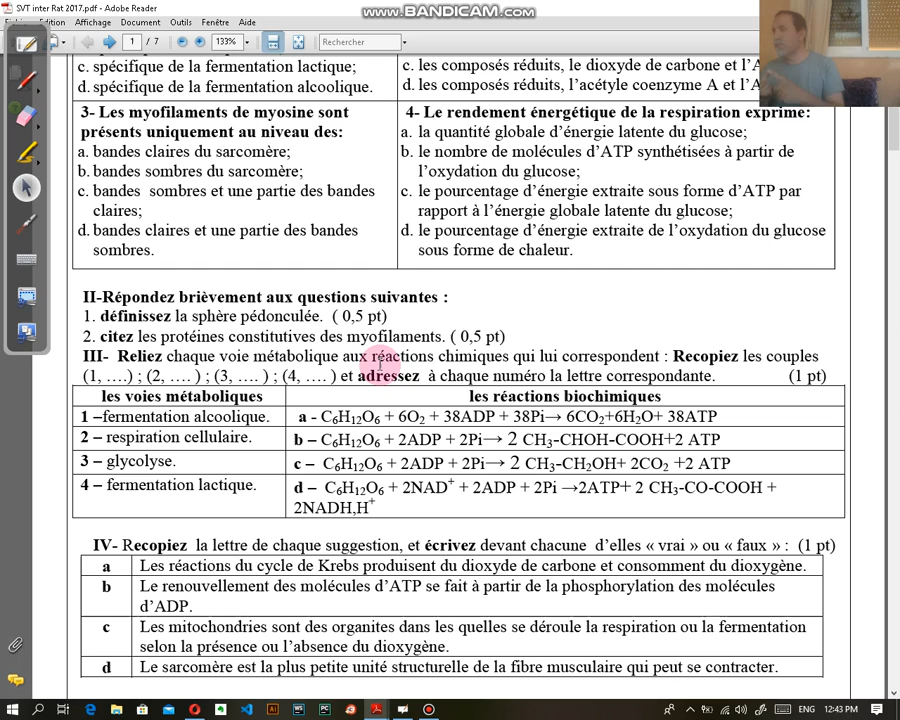 SVT inter Rat 2017.pdf - Adobe Reader
www.BANDICAM.com
Fichier Edition Affichage Document Outils Fenêtre Aide
1 / 7 133% Rechercher
c. spécifique de la fermentation lactique;
d. spécifique de la fermentation alcoolique.
c. les composés réduits, le dioxyde de carbone et l'A
d. les composés réduits, l'acétyle coenzyme A et l'A
3- Les myofilaments de myosine sont
présents uniquement au niveau des:
a. bandes claires du sarcomère;
b. bandes sombres du sarcomère;
c. bandes sombres et une partie des bandes
claires;
d. bandes claires et une partie des bandes
sombres.
4- Le rendement énergétique de la respiration exprime:
a. la quantité globale d'énergie latente du glucose;
b. le nombre de molécules d'ATP synthétisées à partir de
l'oxydation du glucose;
c. le pourcentage d'énergie extraite sous forme d'ATP par
rapport à l'énergie globale latente du glucose;
d. le pourcentage d'énergie extraite de l'oxydation du glucose
sous forme de chaleur.
II-Répondez brièvement aux questions suivantes :
1. définissez la sphère pédonculée. ( 0,5 pt)
2. citez les protéines constitutives des myofilaments. ( 0,5 pt)
III- Reliez chaque voie métabolique aux réactions chimiques qui lui correspondent : Recopiez les couples
(1, ….) ; (2, …. ) ; (3, …. ) ; (4, …. ) et adressez à chaque numéro la lettre correspondante. (1 pt)
les voies métaboliques les réactions biochimiques
1 –fermentation alcoolique. a - C₆H₁₂O₆ + 6O₂ + 38ADP + 38Pi→ 6CO₂+6H₂O+ 38ATP
2 – respiration cellulaire. b – C₆H₁₂O₆ + 2ADP + 2Pi→ 2 CH₃-CHOH-COOH+2 ATP
3 – glycolyse. c – C₆H₁₂O₆ + 2ADP + 2Pi→ 2 CH₃-CH₂OH+ 2CO₂ +2 ATP
4 – fermentation lactique. d – C₆H₁₂O₆ + 2NAD⁺ + 2ADP + 2Pi →2ATP+ 2 CH₃-CO-COOH +
2NADH,H⁺
IV- Recopiez la lettre de chaque suggestion, et écrivez devant chacune d'elles « vrai » ou « faux » : (1 pt)
a Les réactions du cycle de Krebs produisent du dioxyde de carbone et consomment du dioxygène.
b Le renouvellement des molécules d'ATP se fait à partir de la phosphorylation des molécules
d'ADP.
c Les mitochondries sont des organites dans les quelles se déroule la respiration ou la fermentation
selon la présence ou l'absence du dioxygène.
d Le sarcomère est la plus petite unité structurelle de la fibre musculaire qui peut se contracter.
ENG 12:43 PM